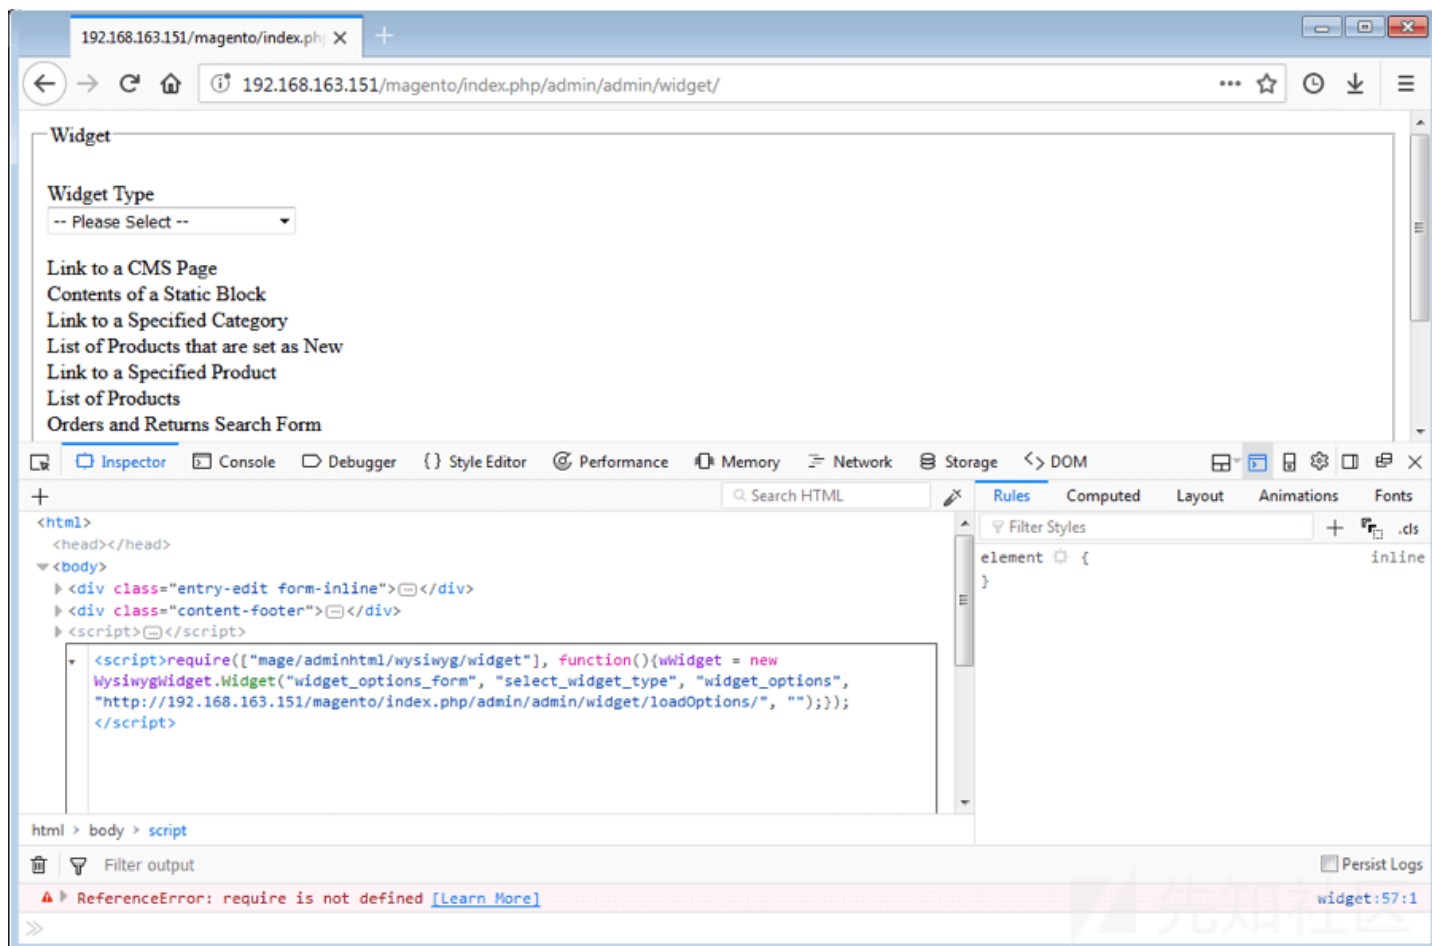 192.168.163.151/magento/index.ph
192.168.163.151/magento/index.php/admin/admin/widget/
Widget
Widget Type
-- Please Select --
Link to a CMS Page
Contents of a Static Block
Link to a Specified Category
List of Products that are set as New
Link to a Specified Product
List of Products
Orders and Returns Search Form
Inspector Console Debugger {} Style Editor Performance Memory Network Storage DOM
+ Search HTML Rules Computed Layout Animations Fonts
Filter Styles + .cls
<html>
<head></head>
<body>
<div class="entry-edit form-inline">…</div>
<div class="content-footer">…</div>
<script>…</script>
<script>require(["mage/adminhtml/wysiwyg/widget"], function(){wWidget = new
WysiwygWidget.Widget("widget_options_form", "select_widget_type", "widget_options",
"http://192.168.163.151/magento/index.php/admin/admin/widget/loadOptions/", "");});
</script>
element { inline
}
html > body > script
Filter output Persist Logs
ReferenceError: require is not defined [Learn More] widget:57:1
先知社区